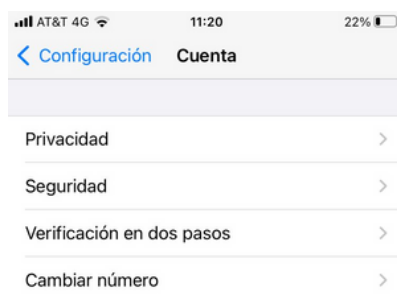 AT&T 4G 11:20 22%
Configuración Cuenta
Privacidad
Seguridad
Verificación en dos pasos
Cambiar número